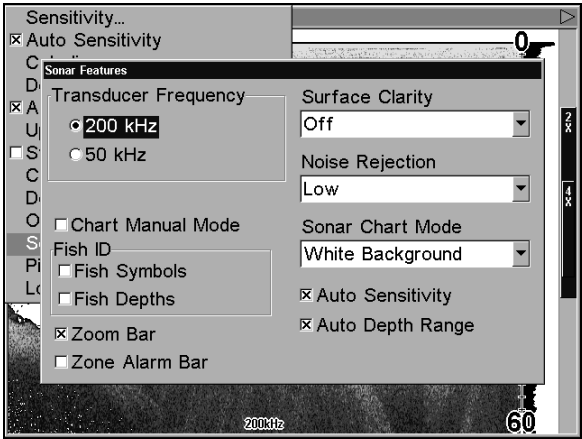 Sensitivity...
Auto Sensitivity
0
Sonar Features
Transducer Frequency
200 kHz
50 kHz
Surface Clarity
Off
Noise Rejection
Low
Chart Manual Mode
Sonar Chart Mode
White Background
Fish ID
Fish Symbols
Fish Depths
Auto Sensitivity
Auto Depth Range
Zoom Bar
Zone Alarm Bar
2X
4X
200kHz
60